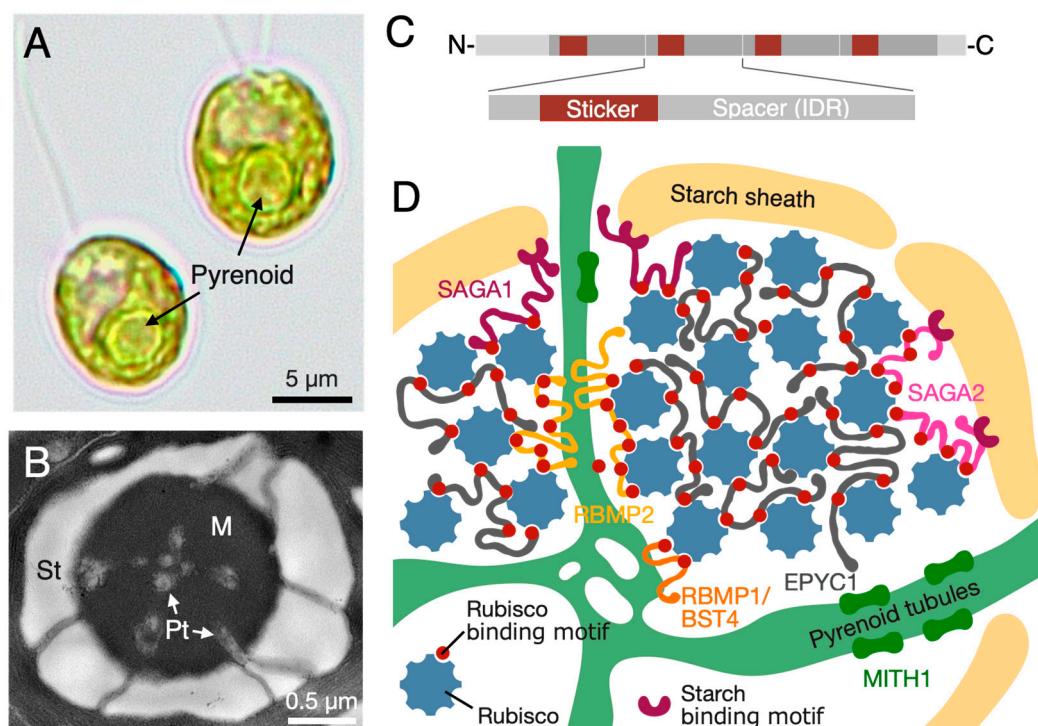 A
Pyrenoid
5 µm
B
M
St
Pt
0.5 µm
C
N-
-C
Sticker
Spacer (IDR)
D
Starch sheath
SAGA1
SAGA2
RBMP2
EPYC1
RBMP1/
BST4
Pyrenoid tubules
MITH1
Rubisco
binding motif
Rubisco
Starch
binding motif